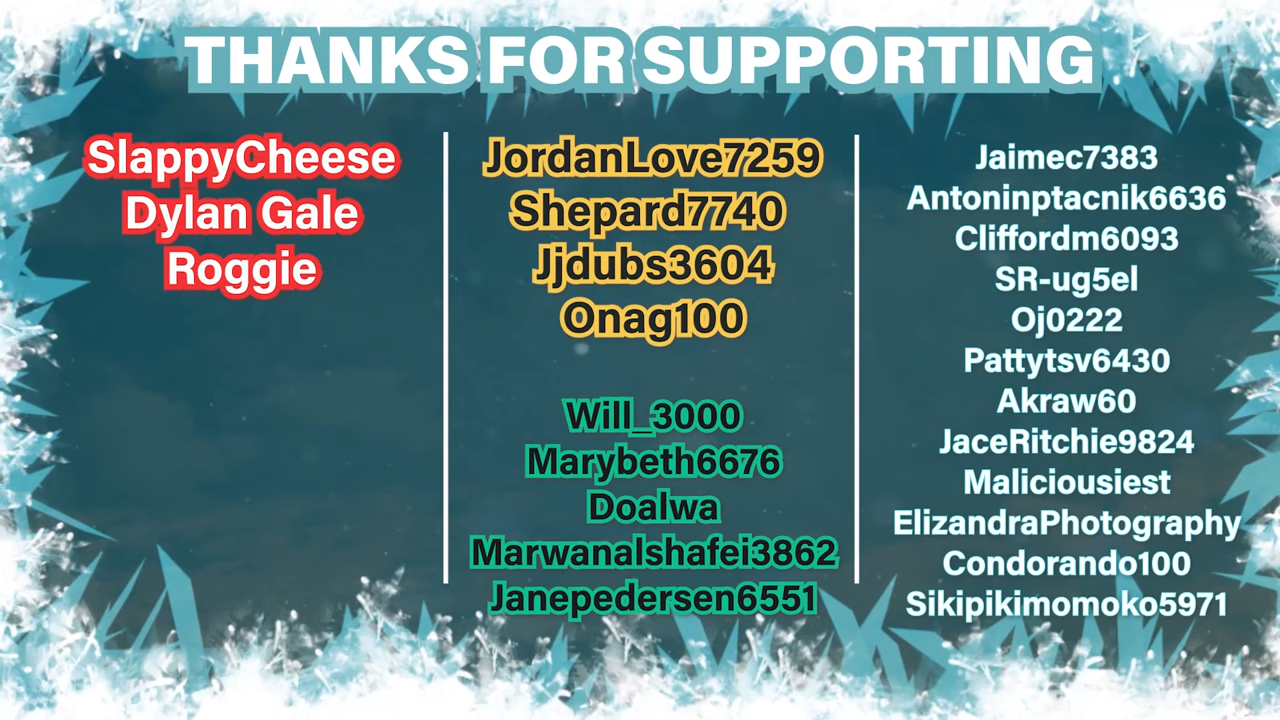 THANKS FOR SUPPORTING
SlappyCheese
Dylan Gale
Roggie
JordanLove7259
Shepard7740
Jjdubs3604
Onag100
Will_3000
Marybeth6676
Doalwa
Marwanalshafei3862
Janepedersen6551
Jaimec7383
Antoninptacnik6636
Cliffordm6093
SR-ug5el
Oj0222
Pattytsv6430
Akraw60
JaceRitchie9824
Maliciousiest
ElizandraPhotography
Condorando100
Sikipikimomoko5971